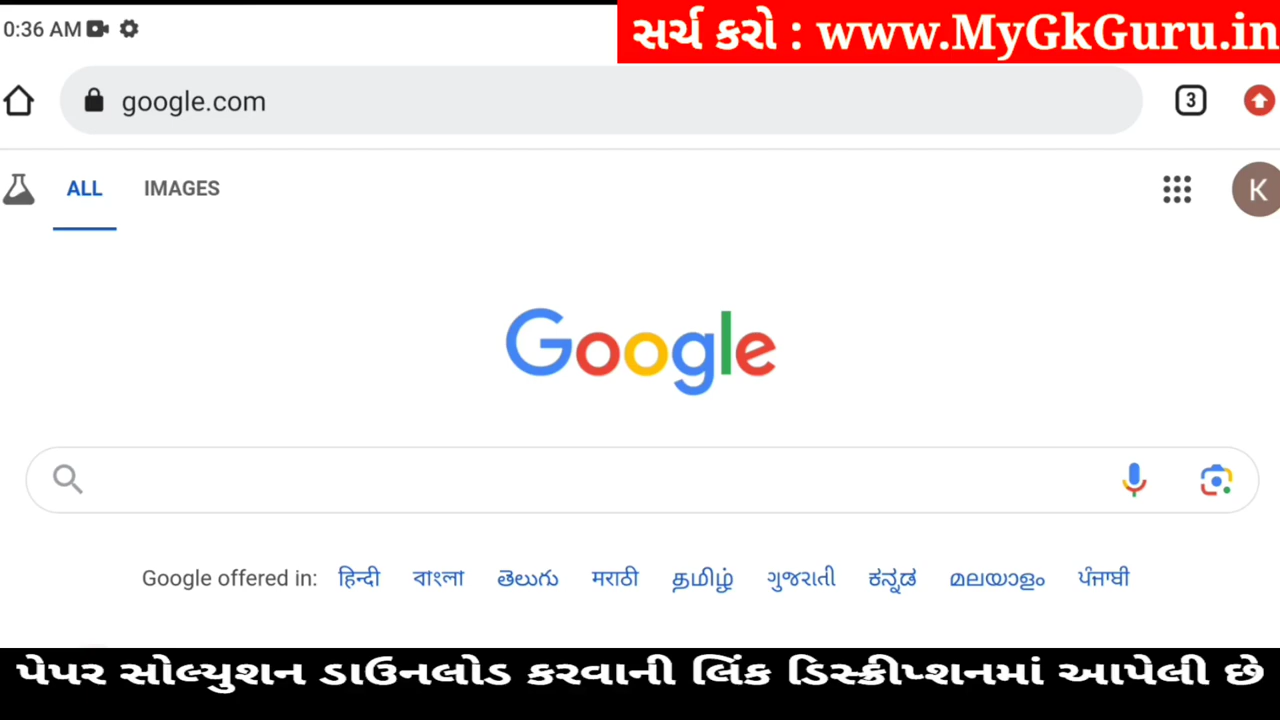 0:36 AM
સર્ચ કરો : www.MyGkGuru.in
google.com
3
ALL IMAGES
K
Google
Google offered in: हिन्दी বাংলা తెలుగు मराठी தமிழ் ગુજરાતી ಕನ್ನಡ മലയാളം ਪੰਜਾਬੀ
પેપર સોલ્યુશન ડાઉનલોડ કરવાની લિંક ડિસ્ક્રીપ્શનમાં આપેલી છે